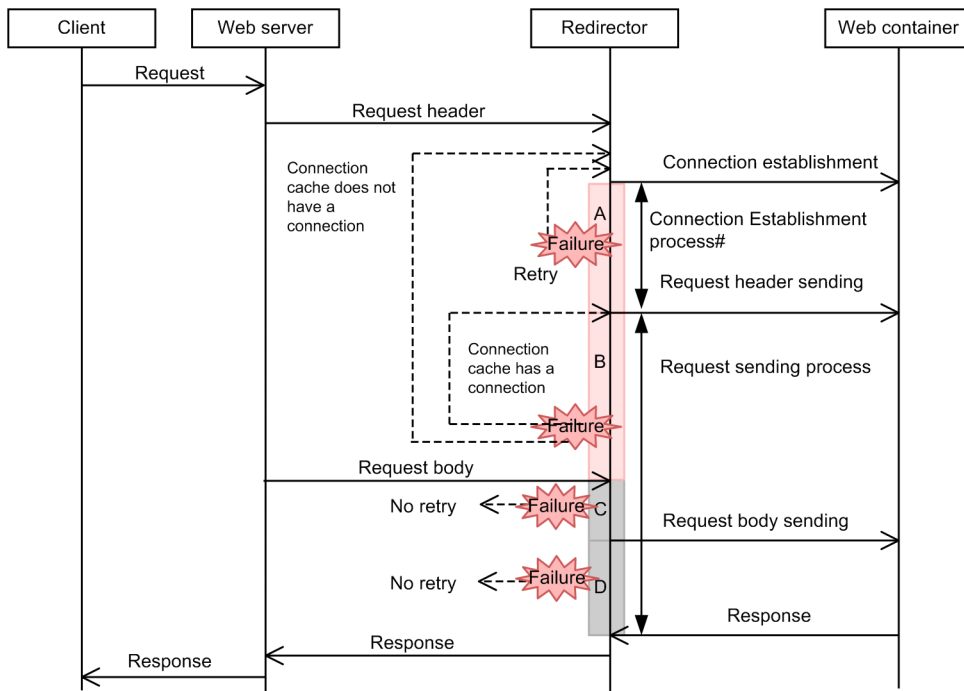 Client
Web server
Redirector
Web container
Request
Request header
Connection
cache does not
have a
connection
Connection establishment
A
Connection Establishment
process#
Failure
Retry
Request header sending
Connection
cache has a
connection
B
Request sending process
Failure
Request body
No retry
Failure
C
Request body sending
No retry
Failure
D
Response
Response
Response